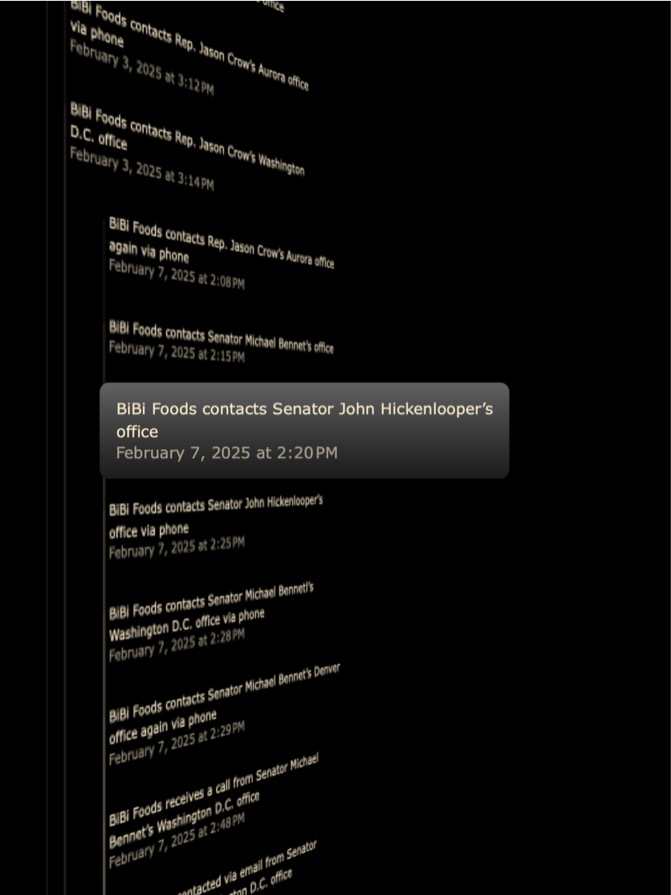 office
BiBi Foods contacts Rep. Jason Crow's Aurora office
via phone
February 3, 2025 at 3:12 PM
BiBi Foods contacts Rep. Jason Crow's Washington
D.C. office
February 3, 2025 at 3:14 PM
BiBi Foods contacts Rep. Jason Crow's Aurora office
again via phone
February 7, 2025 at 2:08 PM
BiBi Foods contacts Senator Michael Bennet's office
February 7, 2025 at 2:15 PM
BiBi Foods contacts Senator John Hickenlooper’s
office
February 7, 2025 at 2:20 PM
BiBi Foods contacts Senator John Hickenlooper's
office via phone
February 7, 2025 at 2:25 PM
BiBi Foods contacts Senator Michael Bennetl's
Washington D.C. office via phone
February 7, 2025 at 2:28 PM
BiBi Foods contacts Senator Michael Bennet's Denver
office again via phone
February 7, 2025 at 2:29 PM
BiBi Foods receives a call from Senator Michael
Bennet's Washington D.C. office
February 7, 2025 at 2:48 PM
via email from Senator
D.C. office